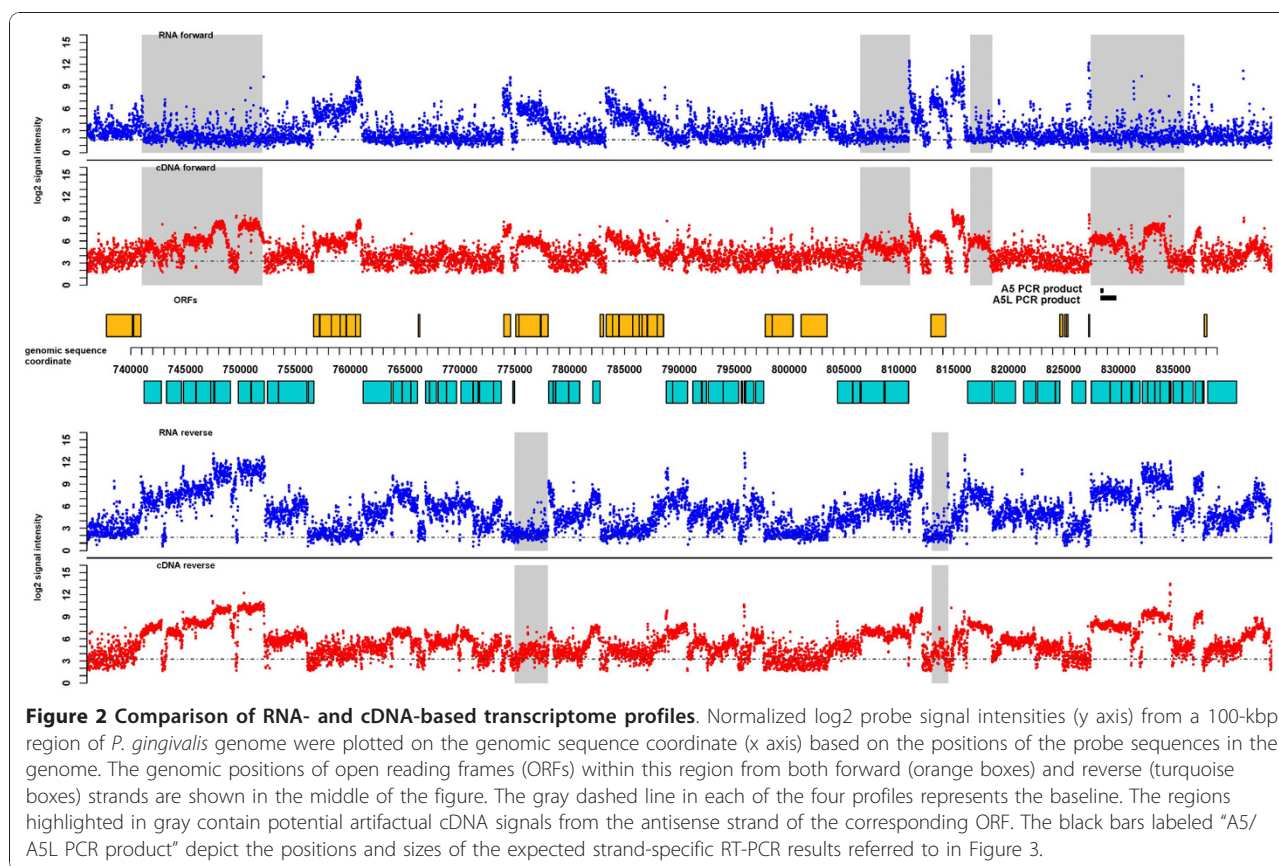 RNA forward
15
12
9
6
3
0
log2 signal intensity
cDNA forward
15
12
9
6
3
0
A5 PCR product
A5L PCR product
ORFs
genomic sequence
coordinate
740000 745000 750000 755000 760000 765000 770000 775000 780000 785000 790000 795000 800000 805000 810000 815000 820000 825000 830000 835000
RNA reverse
15
12
9
6
3
0
log2 signal intensity
cDNA reverse
15
12
9
6
3
0
Figure 2 Comparison of RNA- and cDNA-based transcriptome profiles. Normalized log2 probe signal intensities (y axis) from a 100-kbp
region of P. gingivalis genome were plotted on the genomic sequence coordinate (x axis) based on the positions of the probe sequences in the
genome. The genomic positions of open reading frames (ORFs) within this region from both forward (orange boxes) and reverse (turquoise
boxes) strands are shown in the middle of the figure. The gray dashed line in each of the four profiles represents the baseline. The regions
highlighted in gray contain potential artifactual cDNA signals from the antisense strand of the corresponding ORF. The black bars labeled “A5/
A5L PCR product” depict the positions and sizes of the expected strand-specific RT-PCR results referred to in Figure 3.